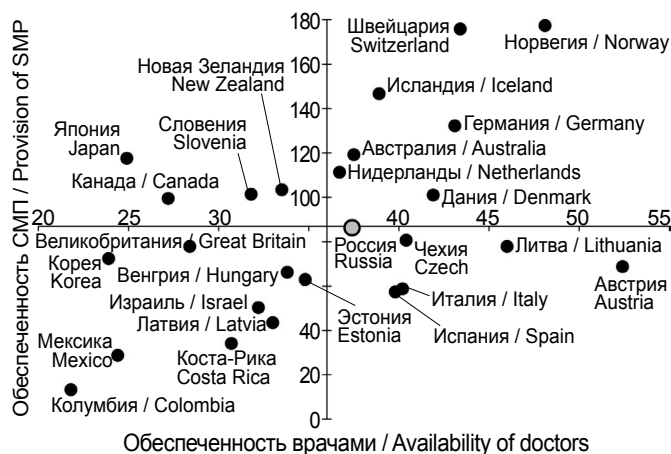 Обеспеченность СМП / Provision of SMP
180
160
140
120
100
80
60
40
20
0
20
25
30
40
45
50
55
Швейцария
Switzerland
Норвегия / Norway
Новая Зеландия
New Zealand
Исландия / Iceland
Словения
Slovenia
Германия / Germany
Япония
Japan
Австралия / Australia
Нидерланды / Netherlands
Канада / Canada
Дания / Denmark
Великобритания / Great Britain
Россия
Russia
Чехия
Czech
Литва / Lithuania
Корея
Korea
Венгрия / Hungary
Австрия
Austria
Израиль / Israel
Эстония
Estonia
Италия / Italy
Латвия / Latvia
Испания / Spain
Мексика
Mexico
Коста-Рика
Costa Rica
Колумбия / Colombia
Обеспеченность врачами / Availability of doctors